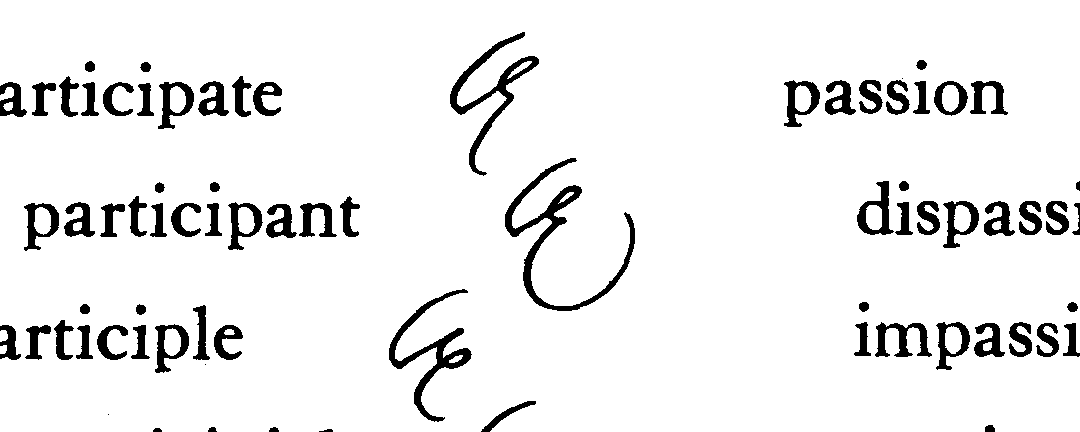 articipate passion
participant dispassi
articiple impassi